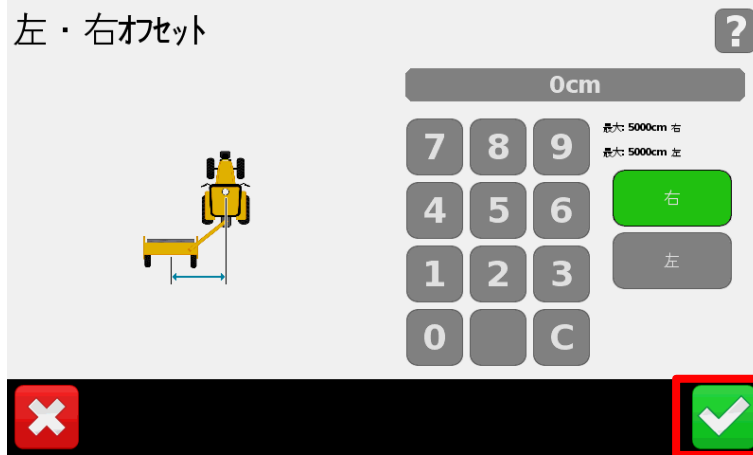 左・右オフセット
?
0cm
最大: 5000cm 右
最大: 5000cm 左
7 8 9
右
4 5 6
左
1 2 3
0 C